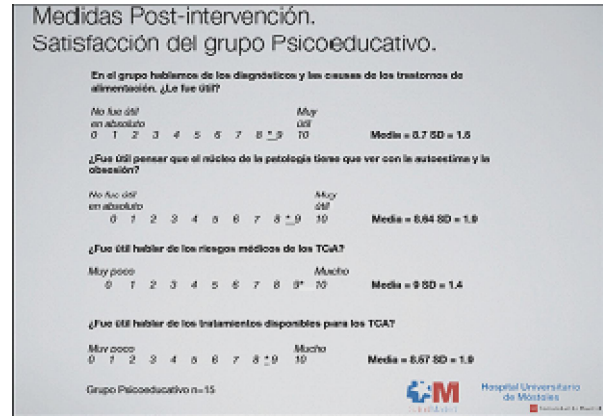 Medidas Post-intervención.
Satisfacción del grupo Psicoeducativo.
En el grupo hablamos de los diagnósticos y las causas de los trastornos de
alimentación. ¿Le fue útil?
No fue útil Muy
en absoluto útil
0 1 2 3 4 5 6 7 8 * 9 10 Media = 8.7 SD = 1.5
¿Fue útil pensar que el núcleo de la patología tiene que ver con la autoestima y la
obsesión?
No fue útil Muy
en absoluto útil
0 1 2 3 4 5 6 7 8 * 9 10 Media = 8.64 SD = 1.9
¿Fue útil hablar de los riesgos médicos de los TCA?
Muy poco Mucho
0 1 2 3 4 5 6 7 8 9* 10 Media = 9 SD = 1.4
¿Fue útil hablar de los tratamientos disponibles para los TCA?
Muy poco Mucho
0 1 2 3 4 5 6 7 8 * 9 10 Media = 8.57 SD = 1.9
Grupo Psicoeducativo n=15
M
SaludMadrid
Hospital Universitario
de Móstoles
Comunidad de Madrid